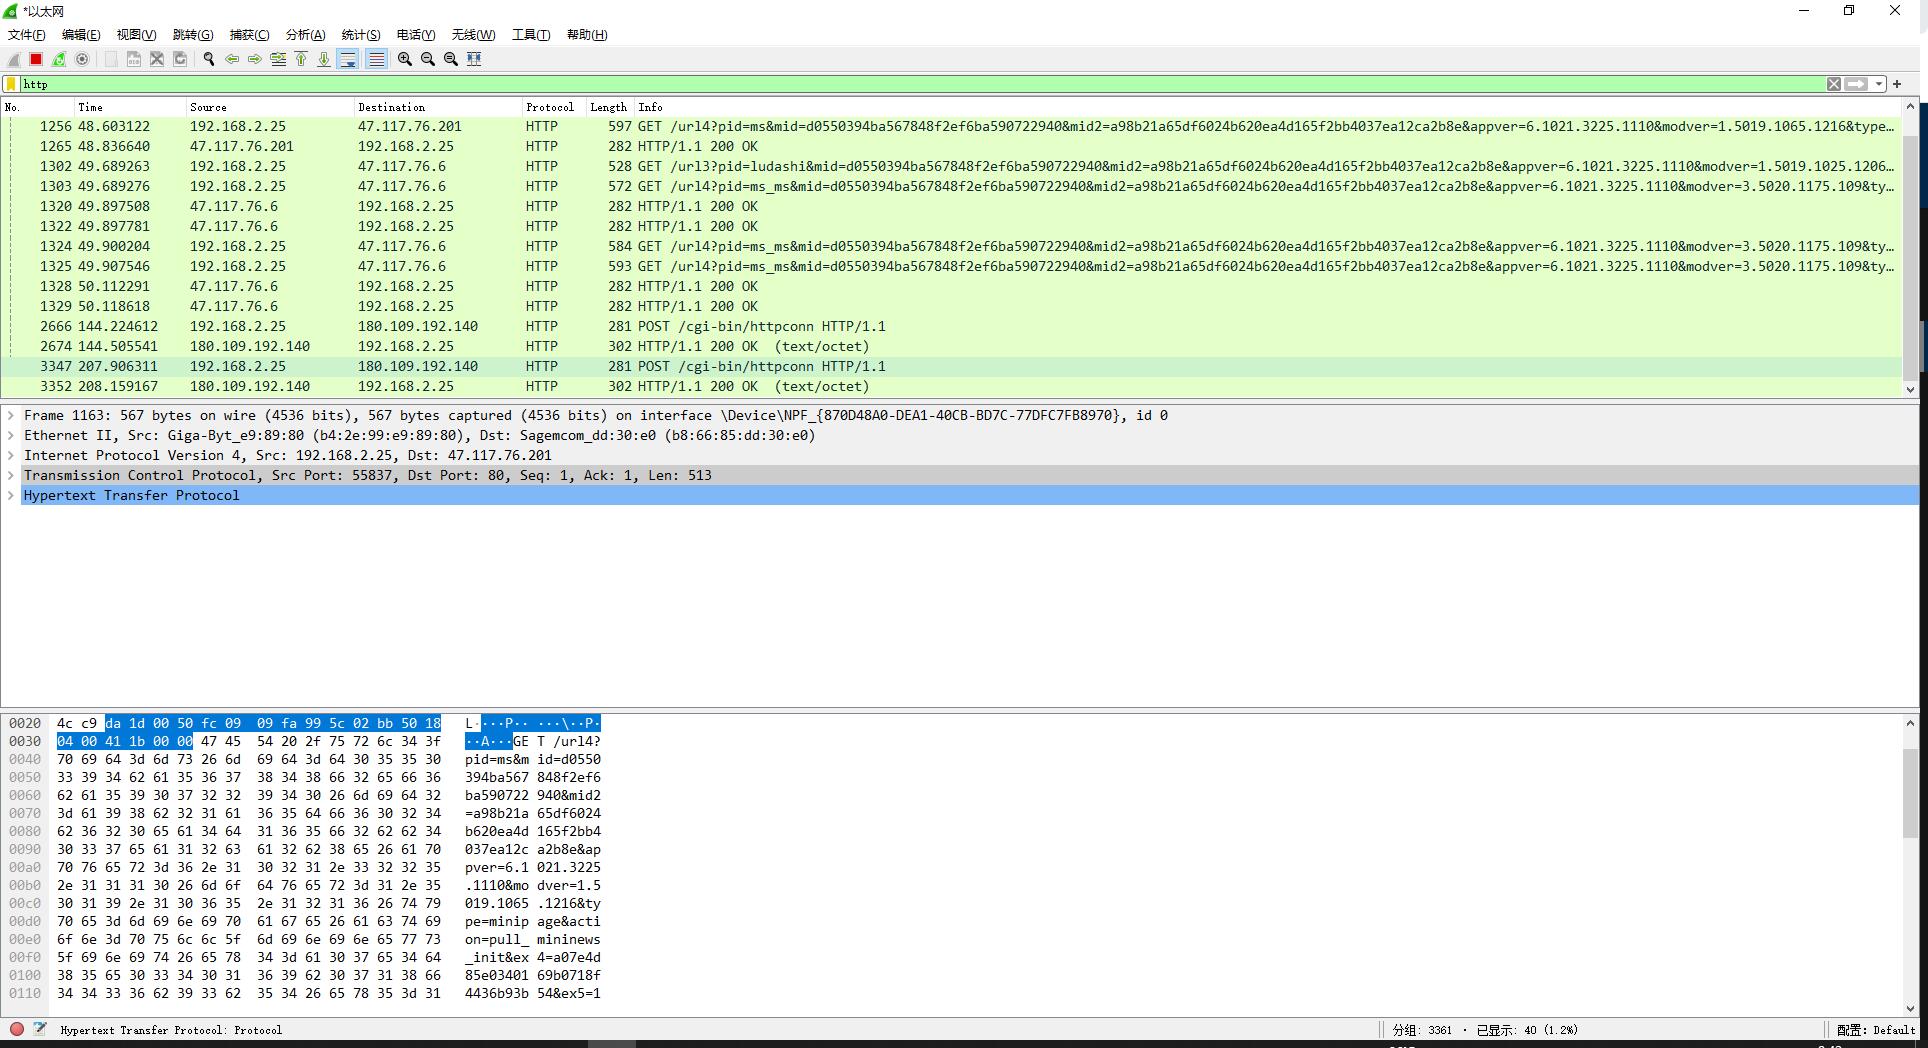 *以太网
文件(F) 编辑(E) 视图(V) 跳转(G) 捕获(C) 分析(A) 统计(S) 电话(Y) 无线(W) 工具(T) 帮助(H)
http
No. Time Source Destination Protocol Length Info
1256 48.603122 192.168.2.25 47.117.76.201 HTTP 597 GET /url4?pid=ms&mid=d0550394ba567848f2ef6ba590722940&mid2=a98b21a65df6024b620ea4d165f2bb4037ea12ca2b8e&appver=6.1021.3225.1110&modver=1.5019.1065.1216&type…
1265 48.836640 47.117.76.201 192.168.2.25 HTTP 282 HTTP/1.1 200 OK
1302 49.689263 192.168.2.25 47.117.76.6 HTTP 528 GET /url3?pid=ludashi&mid=d0550394ba567848f2ef6ba590722940&mid2=a98b21a65df6024b620ea4d165f2bb4037ea12ca2b8e&appver=6.1021.3225.1110&modver=1.5019.1025.1206…
1303 49.689276 192.168.2.25 47.117.76.6 HTTP 572 GET /url4?pid=ms_ms&mid=d0550394ba567848f2ef6ba590722940&mid2=a98b21a65df6024b620ea4d165f2bb4037ea12ca2b8e&appver=6.1021.3225.1110&modver=3.5020.1175.109&ty…
1320 49.897508 47.117.76.6 192.168.2.25 HTTP 282 HTTP/1.1 200 OK
1322 49.897781 47.117.76.6 192.168.2.25 HTTP 282 HTTP/1.1 200 OK
1324 49.900204 192.168.2.25 47.117.76.6 HTTP 584 GET /url4?pid=ms_ms&mid=d0550394ba567848f2ef6ba590722940&mid2=a98b21a65df6024b620ea4d165f2bb4037ea12ca2b8e&appver=6.1021.3225.1110&modver=3.5020.1175.109&ty…
1325 49.907546 192.168.2.25 47.117.76.6 HTTP 593 GET /url4?pid=ms_ms&mid=d0550394ba567848f2ef6ba590722940&mid2=a98b21a65df6024b620ea4d165f2bb4037ea12ca2b8e&appver=6.1021.3225.1110&modver=3.5020.1175.109&ty…
1328 50.112291 47.117.76.6 192.168.2.25 HTTP 282 HTTP/1.1 200 OK
1329 50.118618 47.117.76.6 192.168.2.25 HTTP 282 HTTP/1.1 200 OK
2666 144.224612 192.168.2.25 180.109.192.140 HTTP 281 POST /cgi-bin/httpconn HTTP/1.1
2674 144.505541 180.109.192.140 192.168.2.25 HTTP 302 HTTP/1.1 200 OK (text/octet)
3347 207.906311 192.168.2.25 180.109.192.140 HTTP 281 POST /cgi-bin/httpconn HTTP/1.1
3352 208.159167 180.109.192.140 192.168.2.25 HTTP 302 HTTP/1.1 200 OK (text/octet)
Frame 1163: 567 bytes on wire (4536 bits), 567 bytes captured (4536 bits) on interface \Device\NPF_{870D48A0-DEA1-40CB-BD7C-77DFC7FB8970}, id 0
Ethernet II, Src: Giga-Byt_e9:89:80 (b4:2e:99:e9:89:80), Dst: Sagemcom_dd:30:e0 (b8:66:85:dd:30:e0)
Internet Protocol Version 4, Src: 192.168.2.25, Dst: 47.117.76.201
Transmission Control Protocol, Src Port: 55837, Dst Port: 80, Seq: 1, Ack: 1, Len: 513
Hypertext Transfer Protocol
0020 4c c9 da 1d 00 50 fc 09 09 fa 99 5c 02 bb 50 18 L····P·· ···\··P·
0030 04 00 41 1b 00 00 47 45 54 20 2f 75 72 6c 34 3f ··A···GE T /url4?
0040 70 69 64 3d 6d 73 26 6d 69 64 3d 64 30 35 35 30 pid=ms&m id=d0550
0050 33 39 34 62 61 35 36 37 38 34 38 66 32 65 66 36 394ba567 848f2ef6
0060 62 61 35 39 30 37 32 32 39 34 30 26 6d 69 64 32 ba590722 940&mid2
0070 3d 61 39 38 62 32 31 61 36 35 64 66 36 30 32 34 =a98b21a 65df6024
0080 62 36 32 30 65 61 34 64 31 36 35 66 32 62 62 34 b620ea4d 165f2bb4
0090 30 33 37 65 61 31 32 63 61 32 62 38 65 26 61 70 037ea12c a2b8e&ap
00a0 70 76 65 72 3d 36 2e 31 30 32 31 2e 33 32 32 35 pver=6.1 021.3225
00b0 2e 31 31 31 30 26 6d 6f 64 76 65 72 3d 31 2e 35 .1110&mo dver=1.5
00c0 30 31 39 2e 31 30 36 35 2e 31 32 31 36 26 74 79 019.1065 .1216&ty
00d0 70 65 3d 6d 69 6e 69 70 61 67 65 26 61 63 74 69 pe=minip age&acti
00e0 6f 6e 3d 70 75 6c 6c 5f 6d 69 6e 69 6e 65 77 73 on=pull_ mininews
00f0 5f 69 6e 69 74 26 65 78 34 3d 61 30 37 65 34 64 _init&ex 4=a07e4d
0100 38 35 65 30 33 34 30 31 36 39 62 30 37 31 38 66 85e03401 69b0718f
0110 34 34 33 36 62 39 33 62 35 34 26 65 78 35 3d 31 4436b93b 54&ex5=1
Hypertext Transfer Protocol: Protocol 分组: 3361 · 已显示: 40 (1.2%) 配置: Default